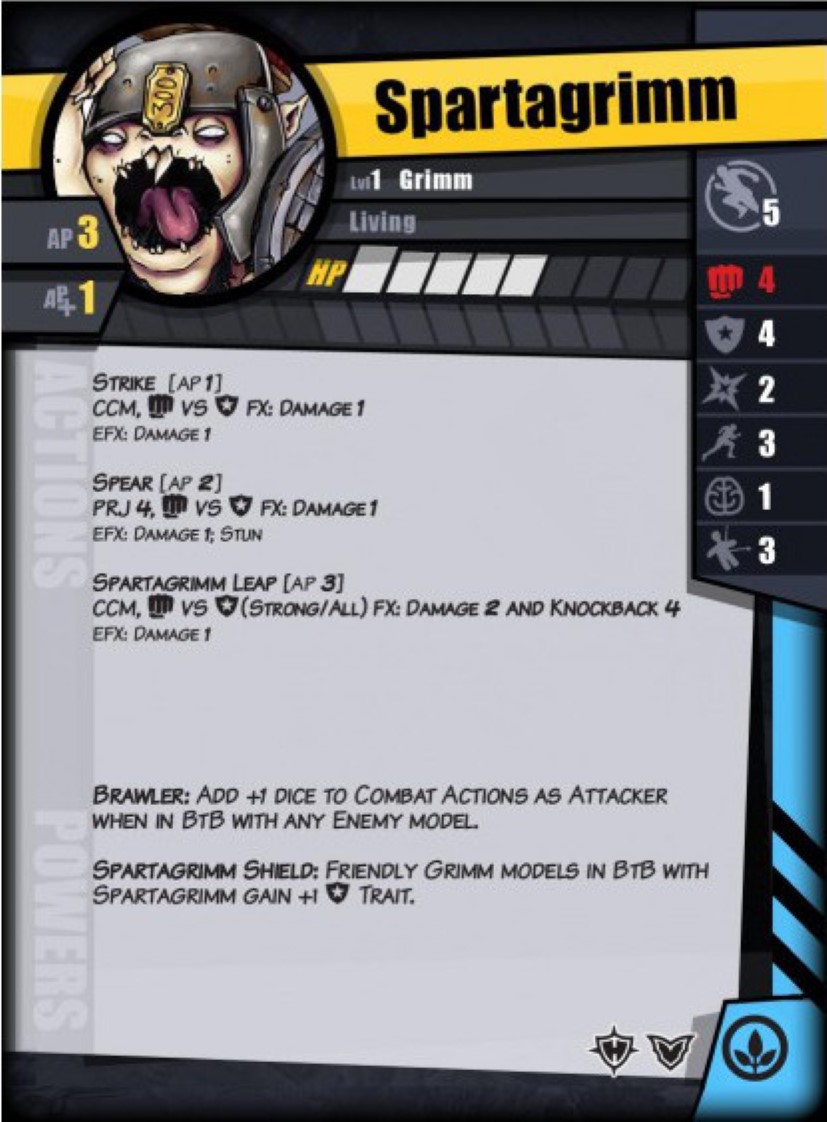 300
Spartagrimm
Lvl1 Grimm
Living
AP 3
AP+ 1
HP
5
4
4
2
3
1
3
ACTIONS
STRIKE [AP 1]
CCM, VS FX: DAMAGE 1
EFX: DAMAGE 1
SPEAR [AP 2]
PRJ 4, VS FX: DAMAGE 1
EFX: DAMAGE 1; STUN
SPARTAGRIMM LEAP [AP 3]
CCM, VS (STRONG/ALL) FX: DAMAGE 2 AND KNOCKBACK 4
EFX: DAMAGE 1
POWERS
BRAWLER: ADD +1 DICE TO COMBAT ACTIONS AS ATTACKER
WHEN IN BTB WITH ANY ENEMY MODEL.
SPARTAGRIMM SHIELD: FRIENDLY GRIMM MODELS IN BTB WITH
SPARTAGRIMM GAIN +1 TRAIT.
H